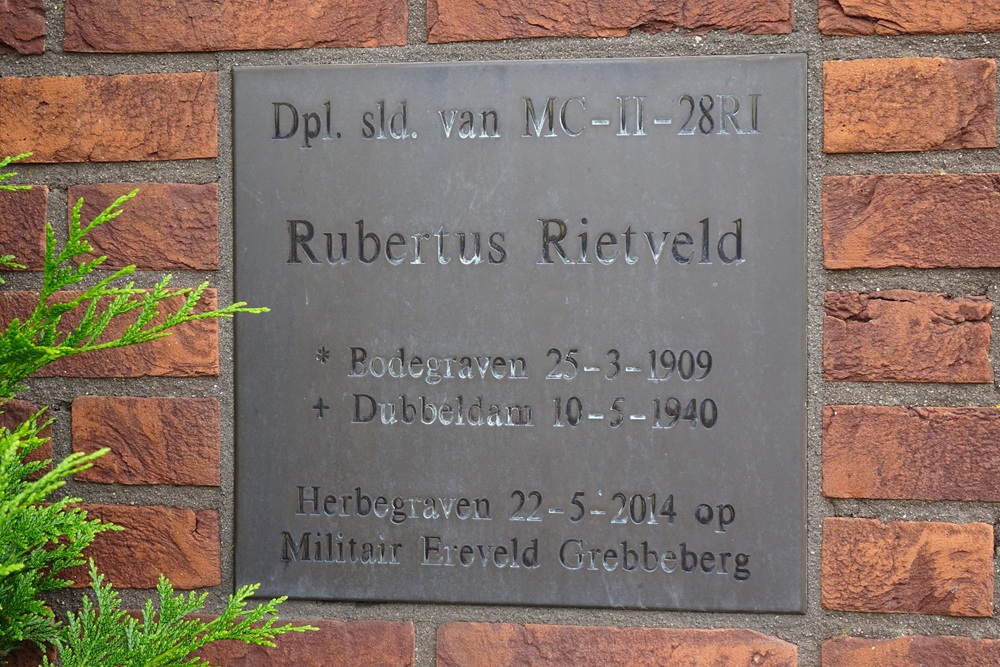 Dpl. sld. van MC-II-28RI
Rubertus Rietveld
* Bodegraven 25-3-1909
+ Dubbeldam 10-5-1940
Herbegraven 22-5-2014 op
Militair Ereveld Grebbeberg